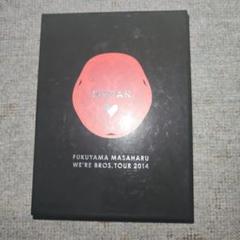 FUKUYAMA MASAHARU
WE'RE BROS. TOUR 2014